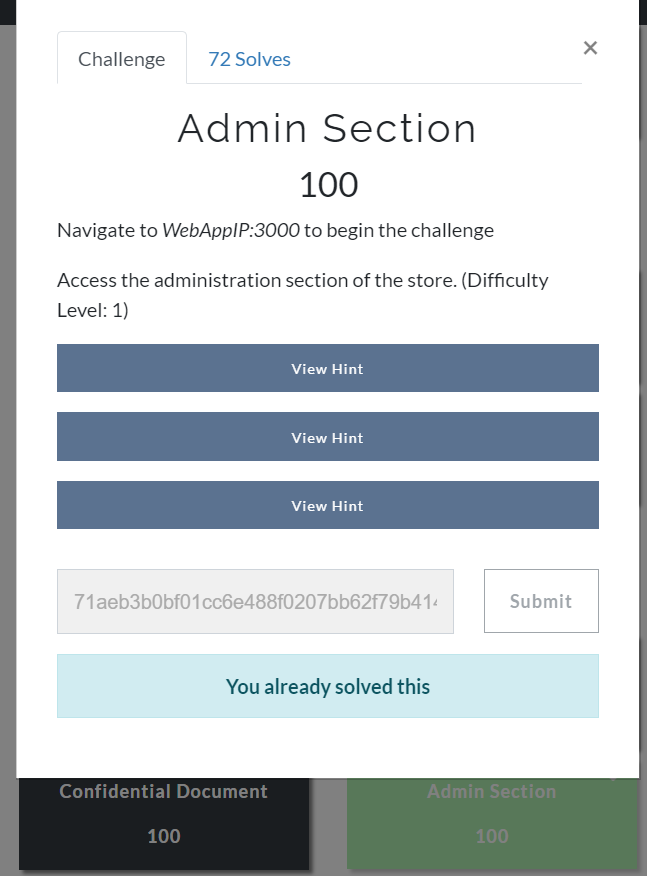 Challenge
72 Solves
×
Admin Section
100
Navigate to WebAppIP:3000 to begin the challenge
Access the administration section of the store. (Difficulty
Level: 1)
View Hint
View Hint
View Hint
71aeb3b0bf01cc6e488f0207bb62f79b414
Submit
You already solved this
Confidential Document
Admin Section
100
100